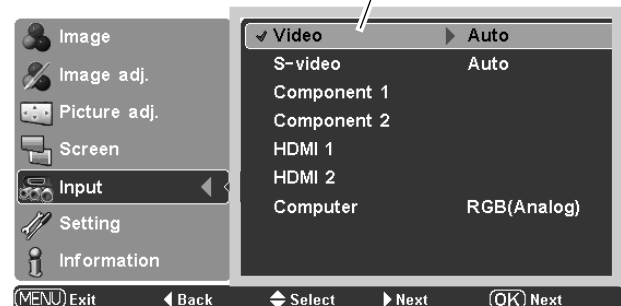 Image
Image adj.
Picture adj.
Screen
Input
Setting
Information
Video Auto
S-video Auto
Component 1
Component 2
HDMI 1
HDMI 2
Computer RGB(Analog)
MENU Exit Back Select Next OK Next